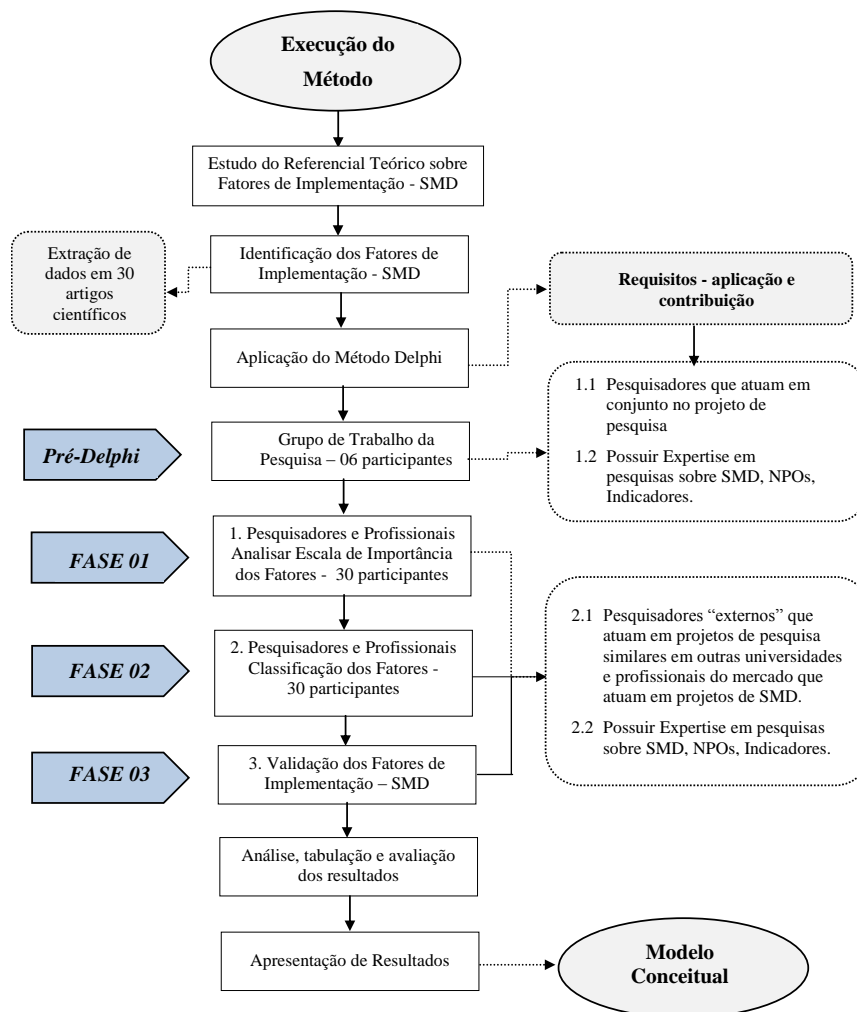 Execução do
Método
Estudo do Referencial Teórico sobre
Fatores de Implementação - SMD
Extração de
dados em 30
artigos
científicos
Identificação dos Fatores de
Implementação - SMD
Requisitos - aplicação e
contribuição
Aplicação do Método Delphi
1.1 Pesquisadores que atuam em
conjunto no projeto de
pesquisa
1.2 Possuir Expertise em
pesquisas sobre SMD, NPOs,
Indicadores.
Pré-Delphi
Grupo de Trabalho da
Pesquisa – 06 participantes
FASE 01
1. Pesquisadores e Profissionais
Analisar Escala de Importância
dos Fatores - 30 participantes
FASE 02
2. Pesquisadores e Profissionais
Classificação dos Fatores -
30 participantes
2.1 Pesquisadores “externos” que
atuam em projetos de pesquisa
similares em outras universidades
e profissionais do mercado que
atuam em projetos de SMD.
2.2 Possuir Expertise em pesquisas
sobre SMD, NPOs, Indicadores.
FASE 03
3. Validação dos Fatores de
Implementação – SMD
Análise, tabulação e avaliação
dos resultados
Apresentação de Resultados
Modelo
Conceitual